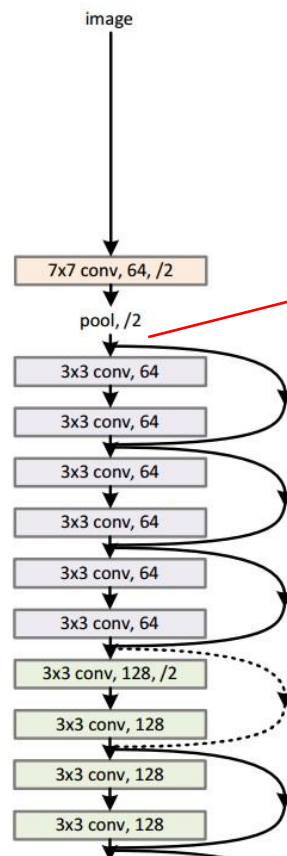 image
7x7 conv, 64, /2
pool, /2
3x3 conv, 64
3x3 conv, 64
3x3 conv, 64
3x3 conv, 64
3x3 conv, 64
3x3 conv, 64
3x3 conv, 128, /2
3x3 conv, 128
3x3 conv, 128
3x3 conv, 128